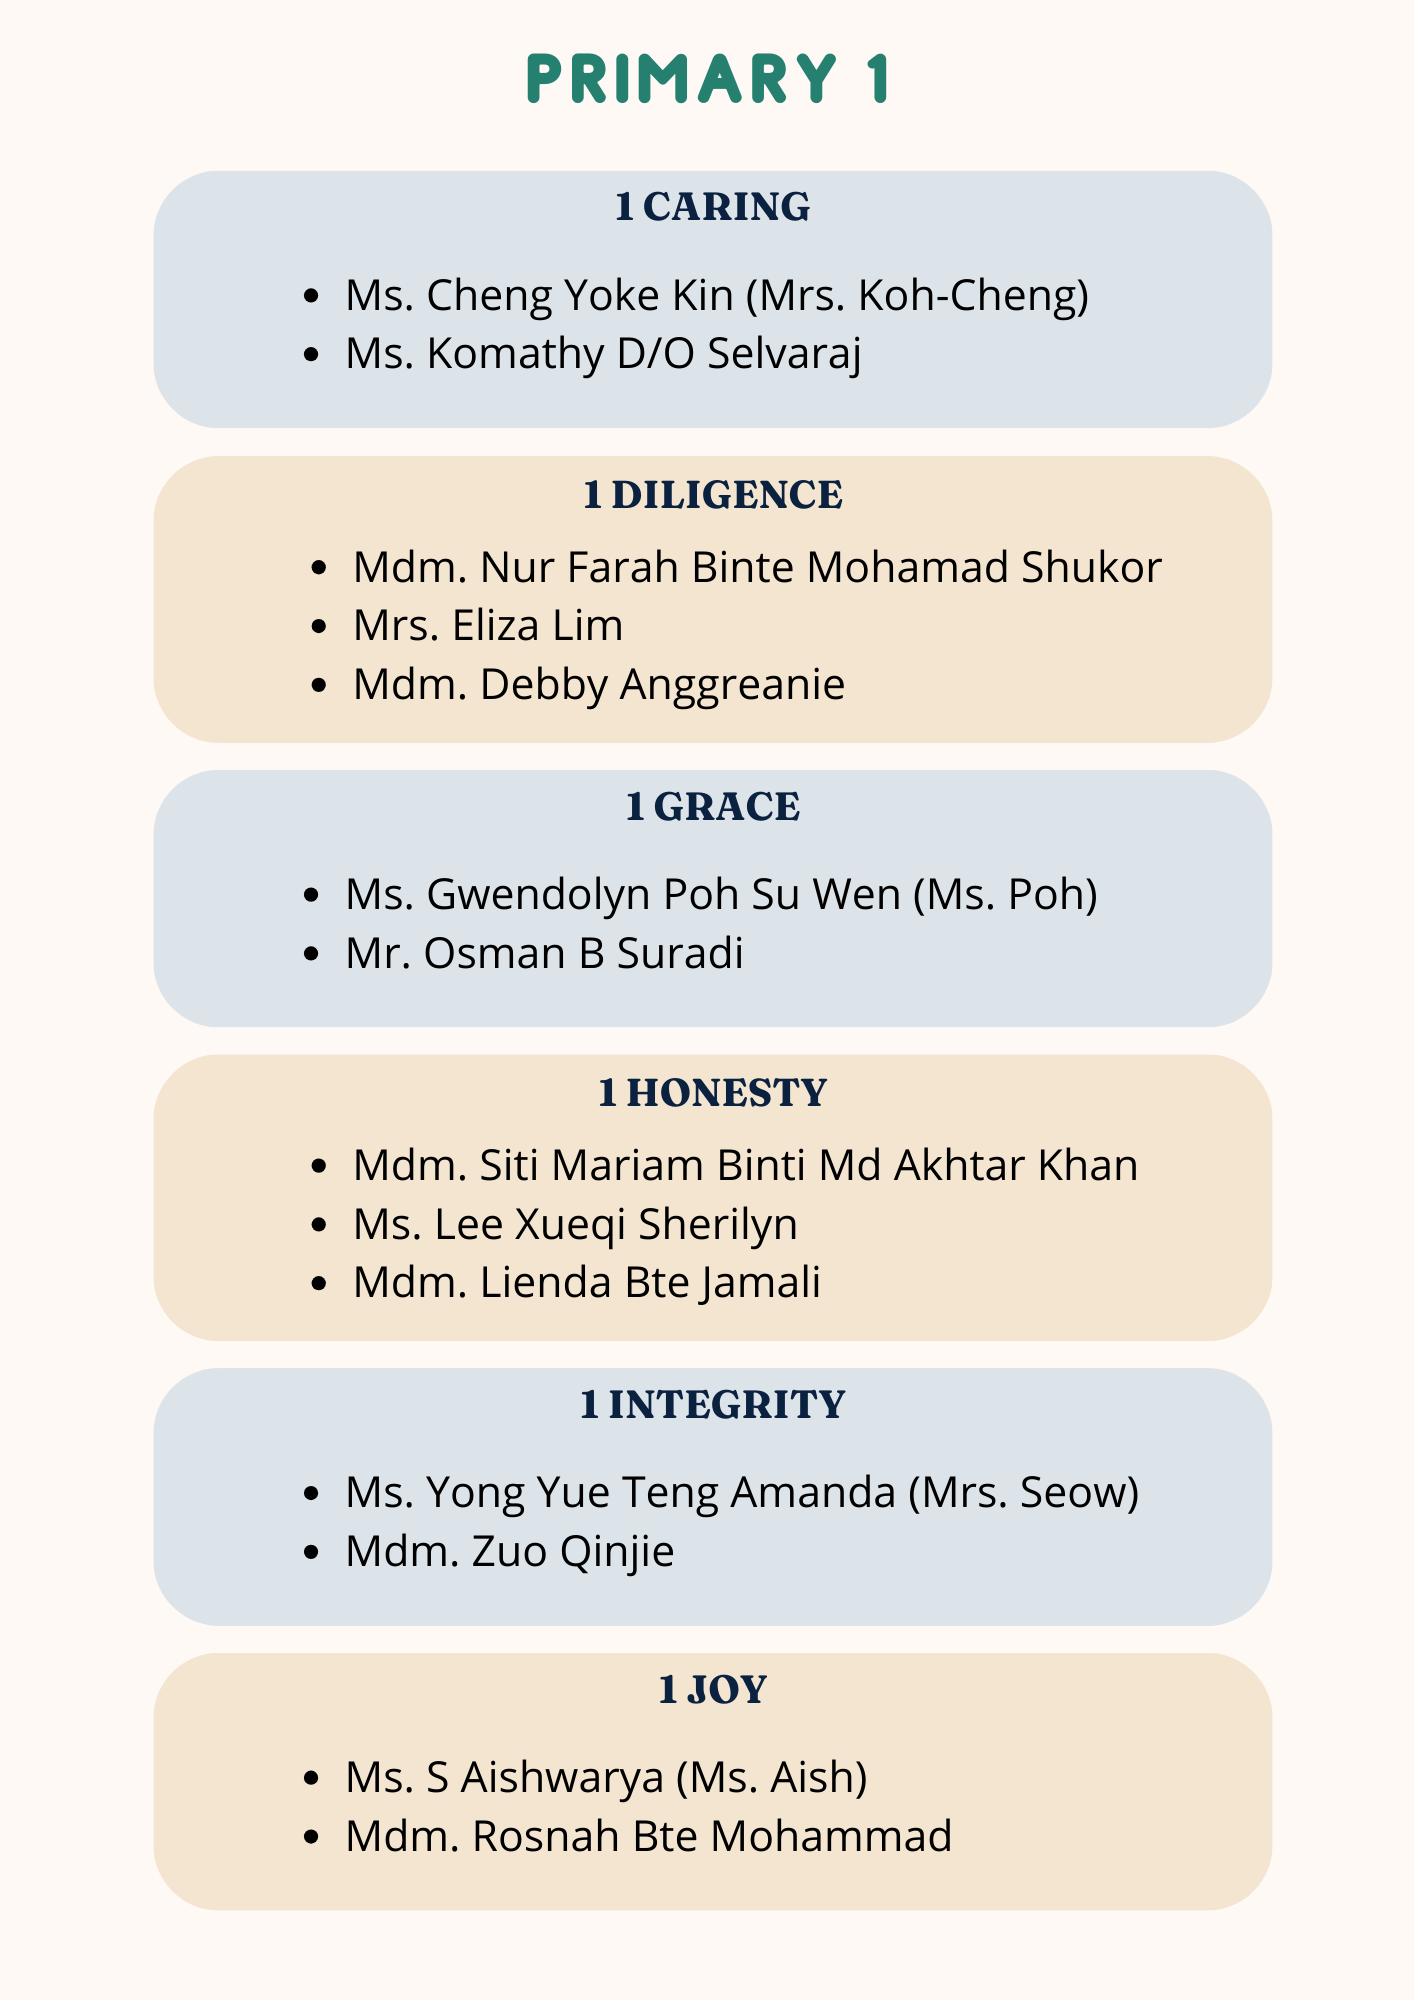 PRIMARY 1
1 CARING
• Ms. Cheng Yoke Kin (Mrs. Koh-Cheng)
• Ms. Komathy D/O Selvaraj
1 DILIGENCE
• Mdm. Nur Farah Binte Mohamad Shukor
• Mrs. Eliza Lim
• Mdm. Debby Anggreanie
1 GRACE
• Ms. Gwendolyn Poh Su Wen (Ms. Poh)
• Mr. Osman B Suradi
1 HONESTY
• Mdm. Siti Mariam Binti Md Akhtar Khan
• Ms. Lee Xueqi Sherilyn
• Mdm. Lienda Bte Jamali
1 INTEGRITY
• Ms. Yong Yue Teng Amanda (Mrs. Seow)
• Mdm. Zuo Qinjie
1 JOY
• Ms. S Aishwarya (Ms. Aish)
• Mdm. Rosnah Bte Mohammad